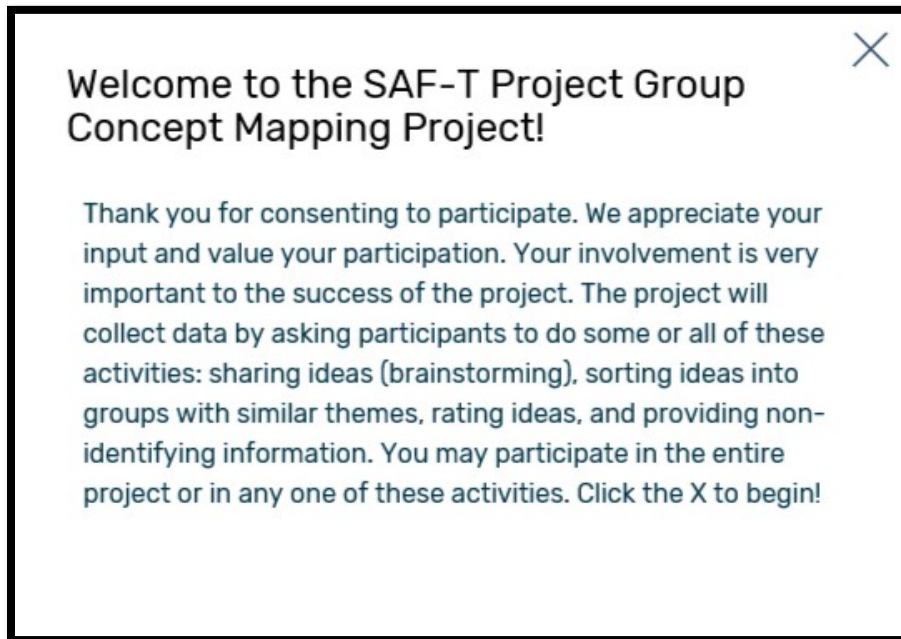 Welcome to the SAF-T Project Group
Concept Mapping Project!
Thank you for consenting to participate. We appreciate your
input and value your participation. Your involvement is very
important to the success of the project. The project will
collect data by asking participants to do some or all of these
activities: sharing ideas (brainstorming), sorting ideas into
groups with similar themes, rating ideas, and providing non-
identifying information. You may participate in the entire
project or in any one of these activities. Click the X to begin!